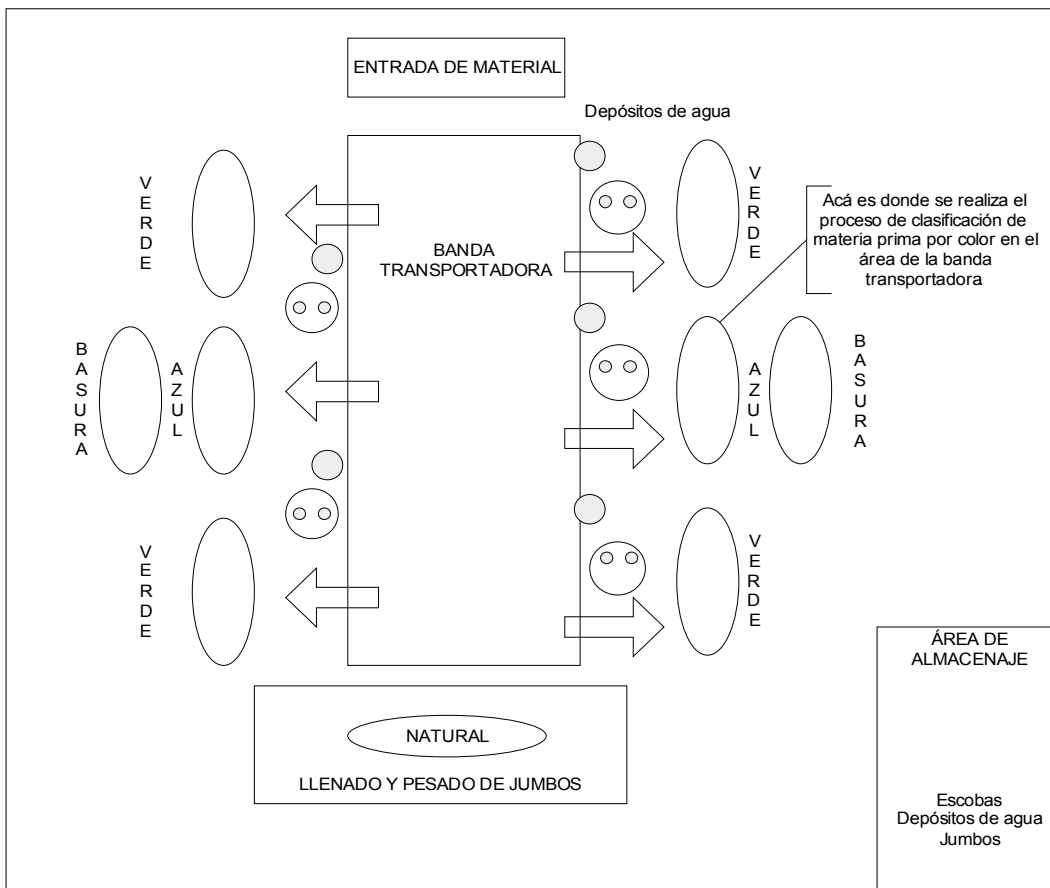 ENTRADA DE MATERIAL
Depósitos de agua
VERDE
VERDE
Acá es donde se realiza el
proceso de clasificación de
materia prima por color en el
área de la banda
transportadora
BANDA
TRANSPORTADORA
BASURA
AZUL
AZUL
BASURA
VERDE
VERDE
NATURAL
LLENADO Y PESADO DE JUMBOS
ÁREA DE
ALMACENAJE
Escobas
Depósitos de agua
Jumbos